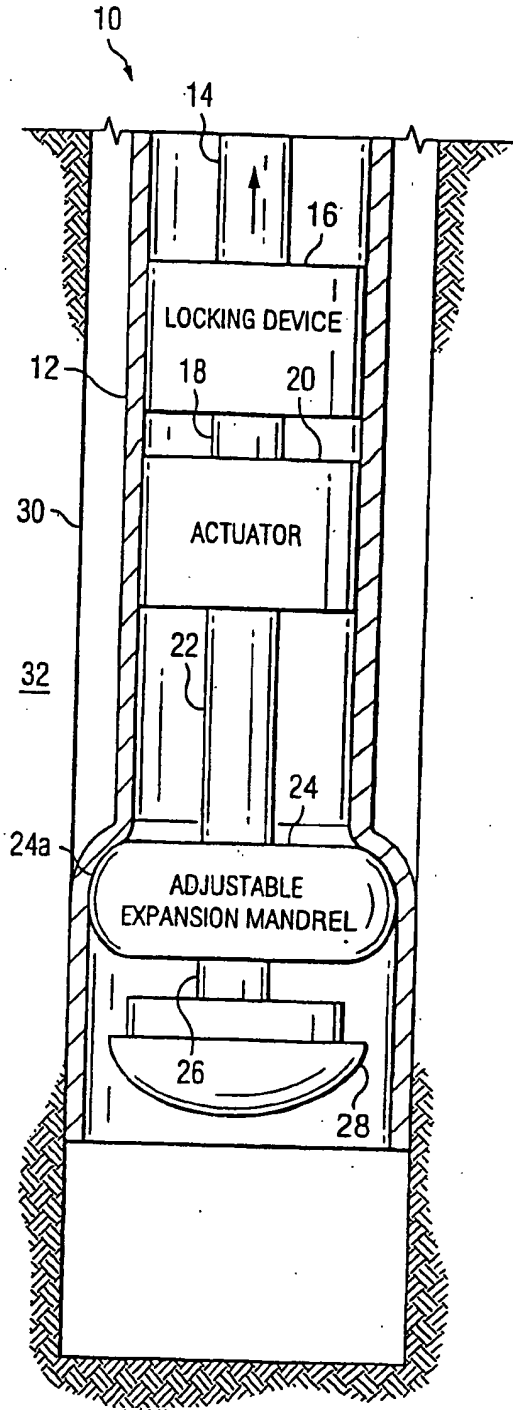 10
14
16
LOCKING DEVICE
12
18
20
30
ACTUATOR
22
32
24
24a
ADJUSTABLE
EXPANSION MANDREL
26
28